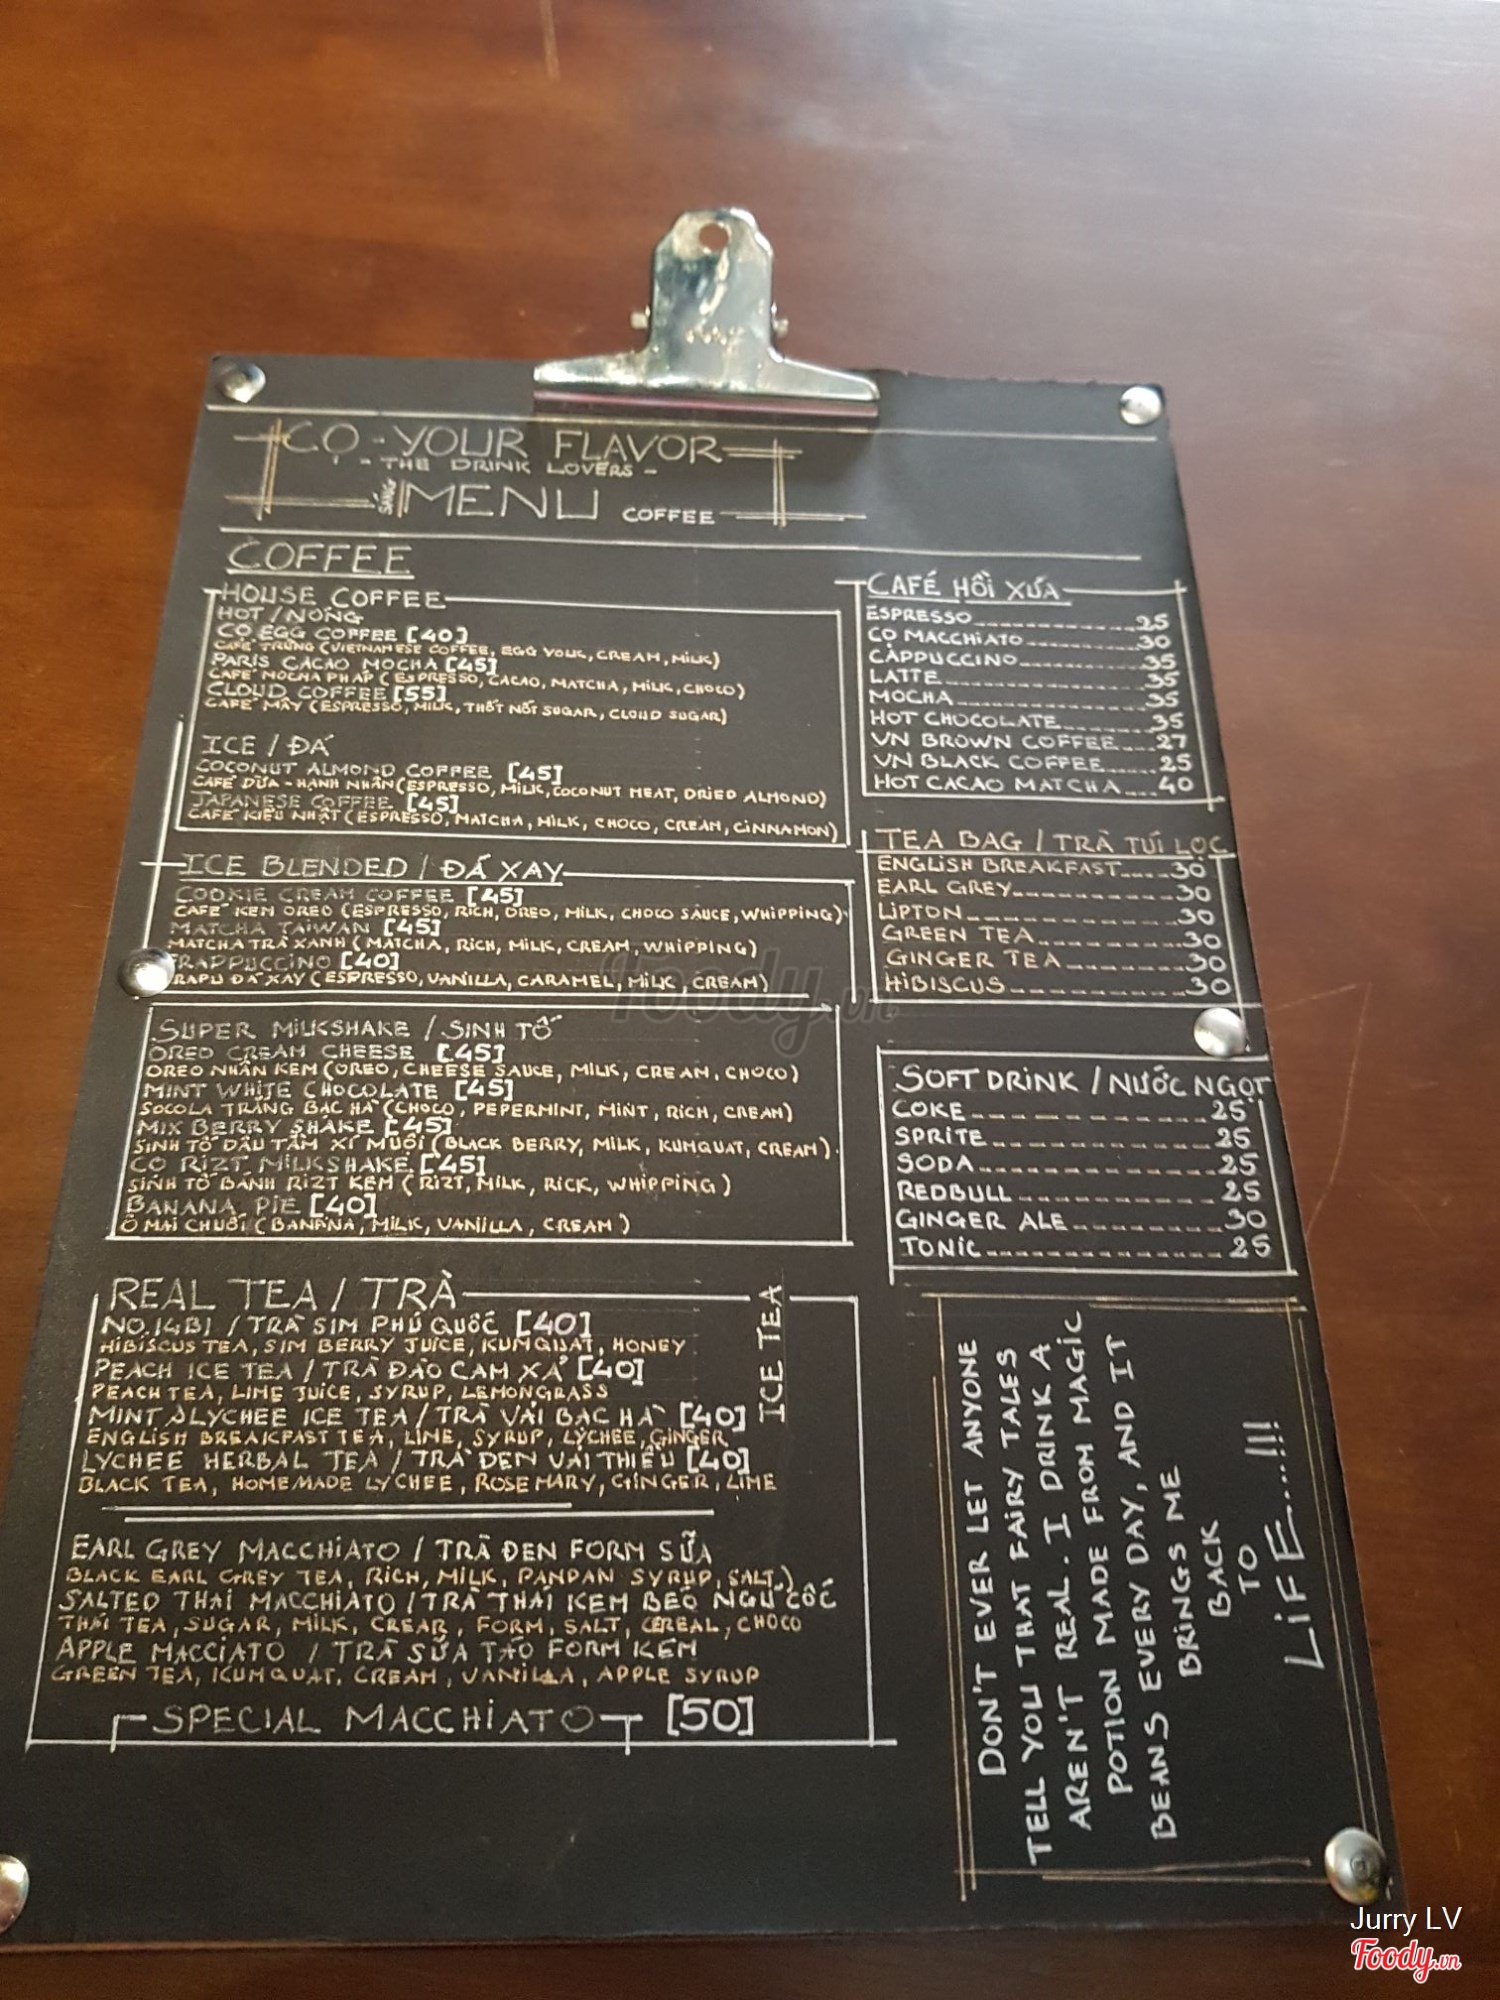 CỌ - YOUR FLAVOR
- THE DRINK LOVERS -
SÁNG MENU COFFEE
COFFEE
HOUSE COFFEE
HOT / NÓNG
CỌ EGG COFFEE [40]
CAFÉ TRỨNG (VIETNAMESE COFFEE, EGG YOLK, CREAM, MILK)
PARIS CACAO MOCHA [45]
CAFÉ MOCHA PHÁP (ESPRESSO, CACAO, MATCHA, MILK, CHOCO)
CLOUD COFFEE [55]
CAFÉ MÂY (ESPRESSO, MILK, THỐT NỐT SUGAR, CLOUD SUGAR)
ICE / ĐÁ
COCONUT ALMOND COFFEE [45]
CAFÉ DỪA - HẠNH NHÂN (ESPRESSO, MILK, COCONUT MEAT, DRIED ALMOND)
JAPANESE COFFEE [45]
CAFÉ KIỂU NHẬT (ESPRESSO, MATCHA, MILK, CHOCO, CREAM, CINNAMON)
ICE BLENDED / ĐÁ XAY
COOKIE CREAM COFFEE [45]
CAFÉ KEM OREO (ESPRESSO, RICH, OREO, MILK, CHOCO SAUCE, WHIPPING)
MATCHA TAIWAN [45]
MATCHA TRÀ XANH (MATCHA, RICH, MILK, CREAM, WHIPPING)
FRAPPUCCINO [40]
RAPU ĐÁ XAY (ESPRESSO, VANILLA, CARAMEL, MILK, CREAM)
SUPER MILKSHAKE / SINH TỐ
OREO CREAM CHEESE [45]
OREO NHÂN KEM (OREO, CHEESE SAUCE, MILK, CREAM, CHOCO)
MINT WHITE CHOCOLATE [45]
SOCOLA TRẮNG BẠC HÀ (CHOCO, PEPERMINT, MINT, RICH, CREAM)
MIX BERRY SHAKE [45]
SINH TỐ DÂU TẰM XÍ MUỘI (BLACK BERRY, MILK, KUMQUAT, CREAM)
CỌ RIZT MILKSHAKE [45]
SINH TỐ BÁNH RIZT KEM (RIZT, MILK, RICK, WHIPPING)
BANANA PIE [40]
Ô MAI CHUỐI (BANANA, MILK, VANILLA, CREAM)
REAL TEA / TRÀ
ICE TEA
NO.14B1 / TRÀ SIM PHÚ QUỐC [40]
HIBISCUS TEA, SIM BERRY JUICE, KUMQUAT, HONEY
PEACH ICE TEA / TRÀ ĐÀO CAM XẢ [40]
PEACH TEA, LIME JUICE, SYRUP, LEMONGRASS
MINT & LYCHEE ICE TEA / TRÀ VẢI BẠC HÀ [40]
ENGLISH BREAKFAST TEA, LIME, SYRUP, LYCHEE, GINGER
LYCHEE HERBAL TEA / TRÀ ĐEN VẢI THIỀU [40]
BLACK TEA, HOMEMADE LYCHEE, ROSEMARY, GINGER, LIME
EARL GREY MACCHIATO / TRÀ ĐEN FORM SỮA
BLACK EARL GREY TEA, RICH, MILK, PANDAN SYRUP, SALT)
SALTED THAI MACCHIATO / TRÀ THÁI KEM BÉO NGŨ CỐC
THÁI TEA, SUGAR, MILK, CREAR, FORM, SALT, CEREAL, CHOCO
APPLE MACCIATO / TRÀ SỮA TÁO FORM KEM
GREEN TEA, KUMQUAT, CREAM, VANILLA, APPLE SYRUP
SPECIAL MACCHIATO [50]
CAFÉ HỒI XƯA
ESPRESSO 25
CỌ MACCHIATO 30
CAPPUCCINO 35
LATTE 35
MOCHA 35
HOT CHOCOLATE 35
VN BROWN COFFEE 27
VN BLACK COFFEE 25
HOT CACAO MATCHA 40
TEA BAG / TRÀ TÚI LỌC
ENGLISH BREAKFAST 30
EARL GREY 30
LIPTON 30
GREEN TEA 30
GINGER TEA 30
HIBISCUS 30
SOFT DRINK / NƯỚC NGỌT
COKE 25
SPRITE 25
SODA 25
REDBULL 25
GINGER ALE 30
TONIC 25
DON'T EVER LET ANYONE
TELL YOU THAT FAIRY TALES
AREN'T REAL. I DRINK A
POTION MADE FROM MAGIC
BEANS EVERY DAY, AND IT
BRINGS ME
BACK
TO
LIFE....!!!
Foody.vn
Jurry LV
Foody.vn